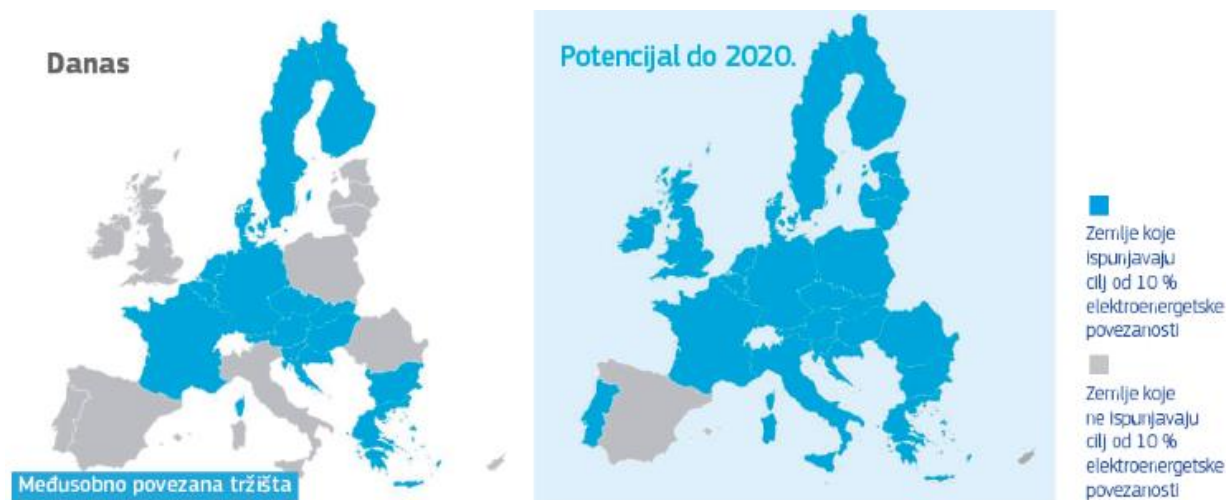 Danas
Potencijal do 2020.
Međusobno povezana tržišta
Zemlje koje
ispunjavaju
cilj od 10 %
elektroenergetske
povezanosti
Zemlje koje
ne ispunjavaju
cilj od 10 %
elektroenergetske
povezanosti